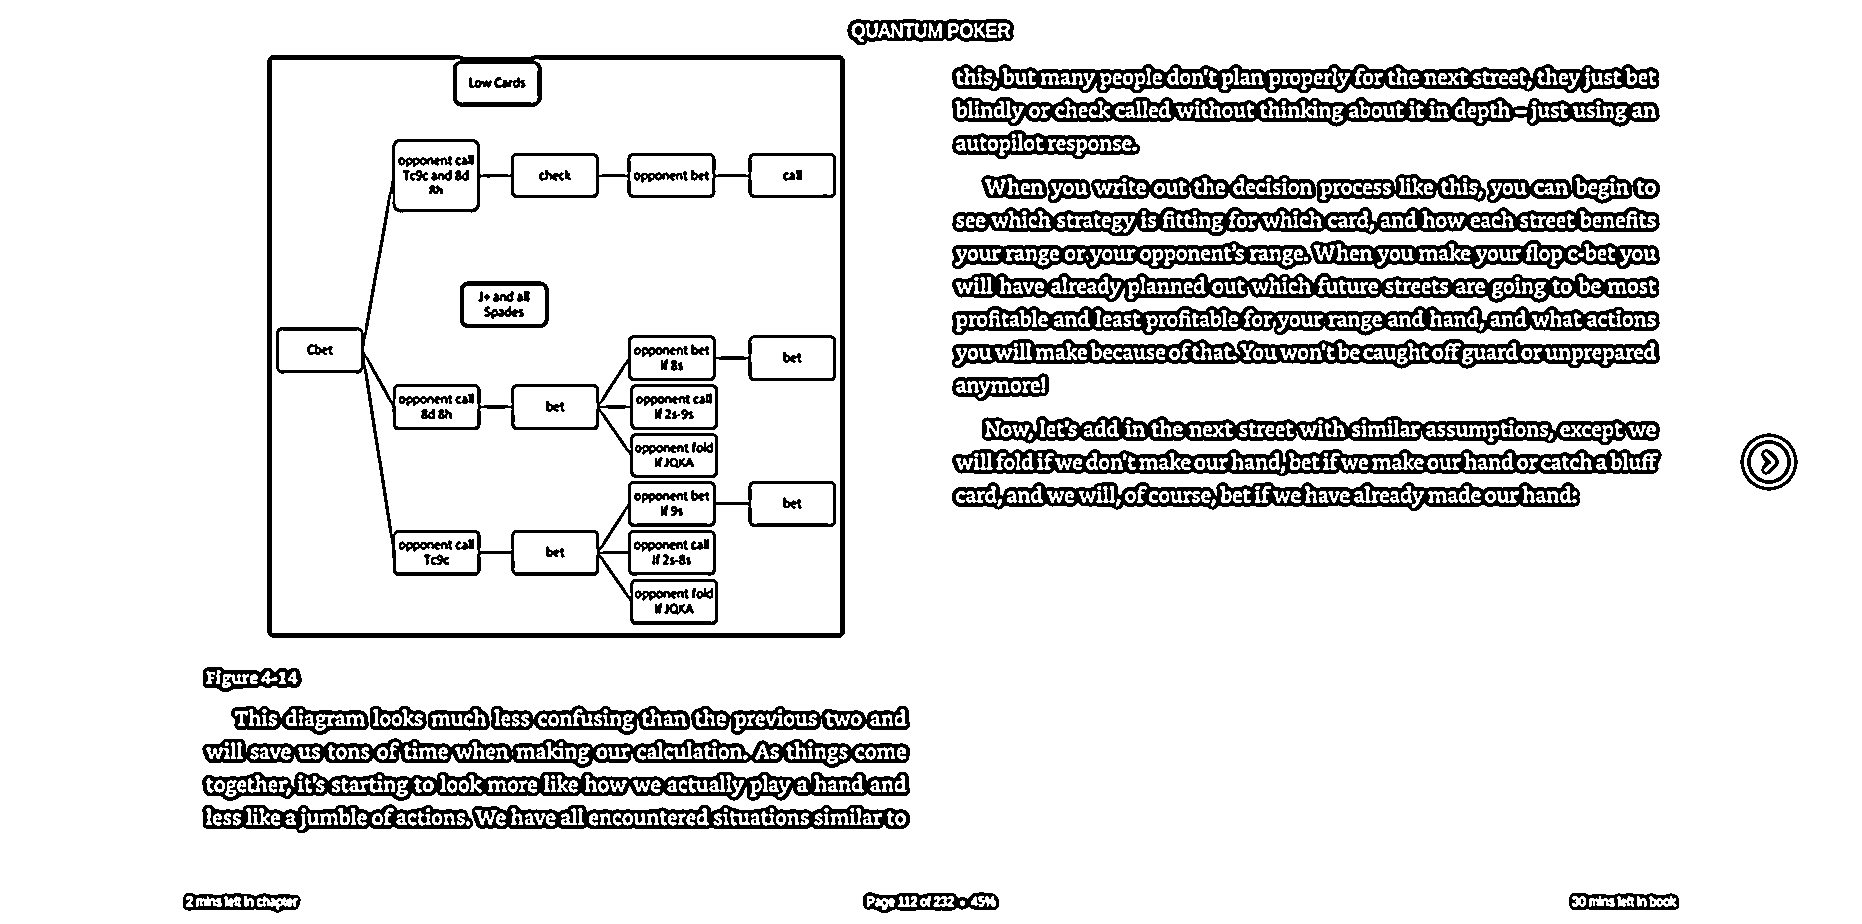 QUANTUM POKER
Low Cards
opponent call
Tc9c and 8d
8h
check
opponent bet
call
J+ and all
Spades
Cbet
opponent call
8d 8h
bet
opponent bet
if 8s
bet
opponent call
if 2s-9s
opponent fold
if JQKA
opponent call
Tc9c
bet
opponent bet
if 9s
bet
opponent call
if 2s-8s
opponent fold
if JQKA
Figure 4-14
This diagram looks much less confusing than the previous two and
will save us tons of time when making our calculation. As things come
together, it's starting to look more like how we actually play a hand and
less like a jumble of actions. We have all encountered situations similar to
this, but many people don't plan properly for the next street, they just bet
blindly or check called without thinking about it in depth – just using an
autopilot response.
When you write out the decision process like this, you can begin to
see which strategy is fitting for which card, and how each street benefits
your range or your opponent's range. When you make your flop c-bet you
will have already planned out which future streets are going to be most
profitable and least profitable for your range and hand, and what actions
you will make because of that. You won't be caught off guard or unprepared
anymore!
Now, let's add in the next street with similar assumptions, except we
will fold if we don't make our hand, bet if we make our hand or catch a bluff
card, and we will, of course, bet if we have already made our hand:
2 mins left in chapter
Page 112 of 232 • 45%
30 mins left in book